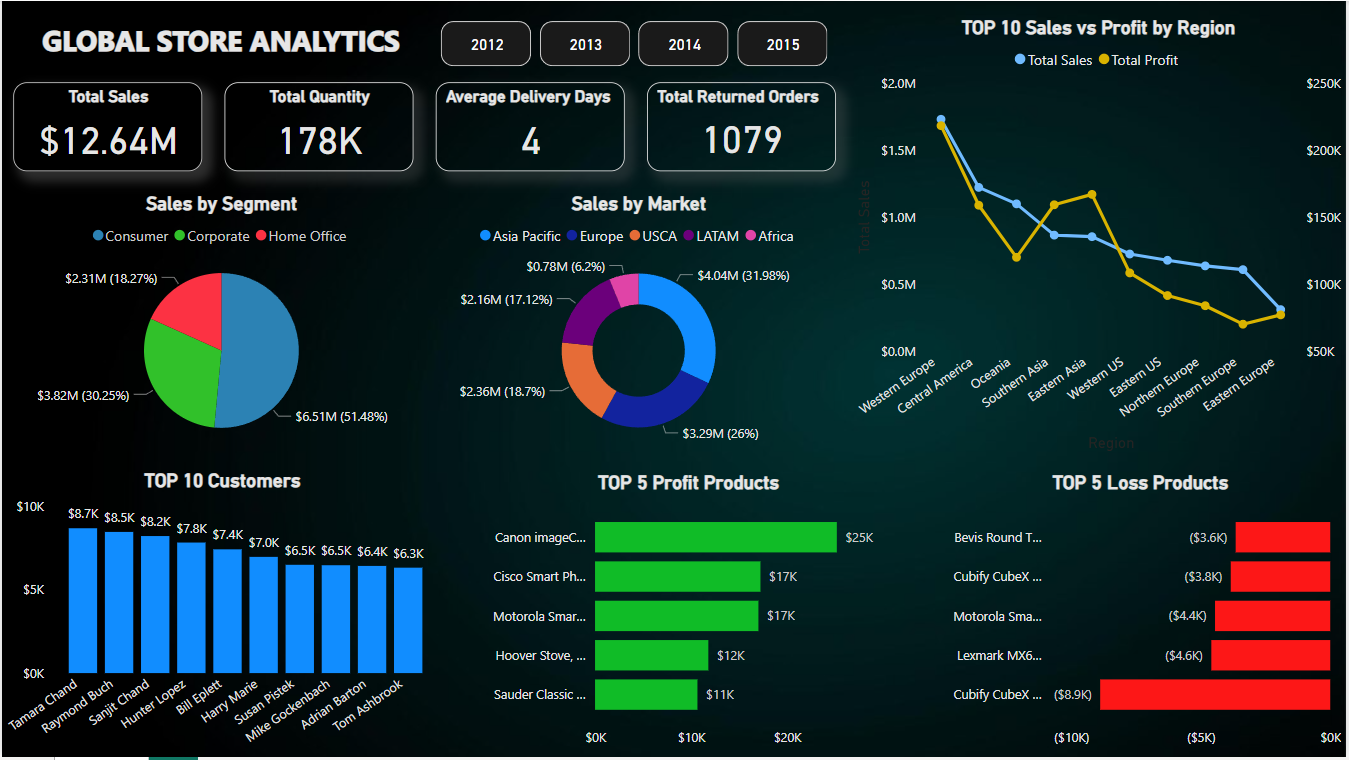 GLOBAL STORE ANALYTICS
2012 2013 2014 2015
Total Sales
$12.64M
Total Quantity
178K
Average Delivery Days
4
Total Returned Orders
1079
TOP 10 Sales vs Profit by Region
Total Sales Total Profit
$2.0M
$1.5M
$1.0M
$0.5M
$0.0M
Total Sales
$250K
$200K
$150K
$100K
$50K
Western Europe
Central America
Oceania
Southern Asia
Eastern Asia
Western US
Eastern US
Northern Europe
Southern Europe
Eastern Europe
Region
Sales by Segment
Consumer Corporate Home Office
$2.31M (18.27%)
$3.82M (30.25%)
$6.51M (51.48%)
Sales by Market
Asia Pacific Europe USCA LATAM Africa
$0.78M (6.2%)
$4.04M (31.98%)
$2.16M (17.12%)
$2.36M (18.7%)
$3.29M (26%)
TOP 10 Customers
$10K
$5K
$0K
$8.7K $8.5K $8.2K $7.8K $7.4K $7.0K $6.5K $6.5K $6.4K $6.3K
Tamara Chand
Raymond Buch
Sanjit Chand
Hunter Lopez
Bill Eplett
Harry Marie
Susan Pistek
Mike Gockenbach
Adrian Barton
Tom Ashbrook
TOP 5 Profit Products
Canon imageC... $25K
Cisco Smart Ph... $17K
Motorola Smar... $17K
Hoover Stove, ... $12K
Sauder Classic ... $11K
$0K $10K $20K
TOP 5 Loss Products
Bevis Round T... ($3.6K)
Cubify CubeX ... ($3.8K)
Motorola Sma... ($4.4K)
Lexmark MX6... ($4.6K)
Cubify CubeX ... ($8.9K)
($10K) ($5K) $0K